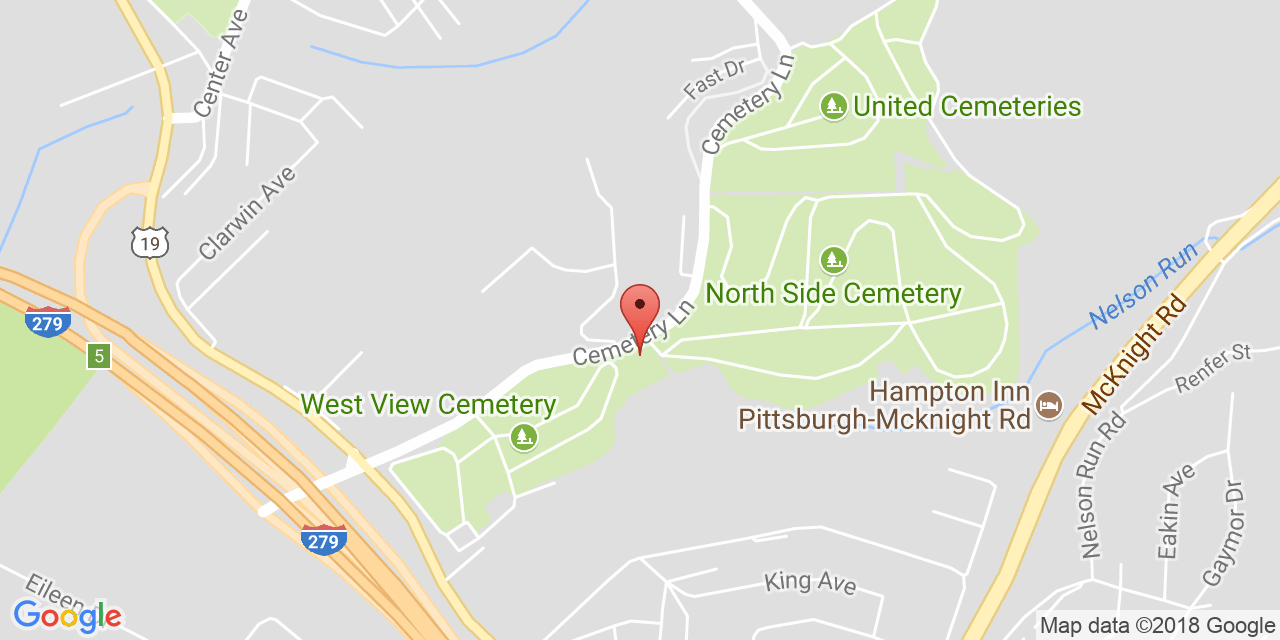 Center Ave
Fast Dr
Cemetery Ln
United Cemeteries
Clarwin Ave
19
North Side Cemetery
Nelson Run
McKnight Rd
279
5
Cemetery Ln
Renfer St
Hampton Inn
Pittsburgh-Mcknight Rd
West View Cemetery
Nelson Run Rd
Eakin Ave
Gaymor Dr
279
King Ave
Eileen
Google
Map data ©2018 Google